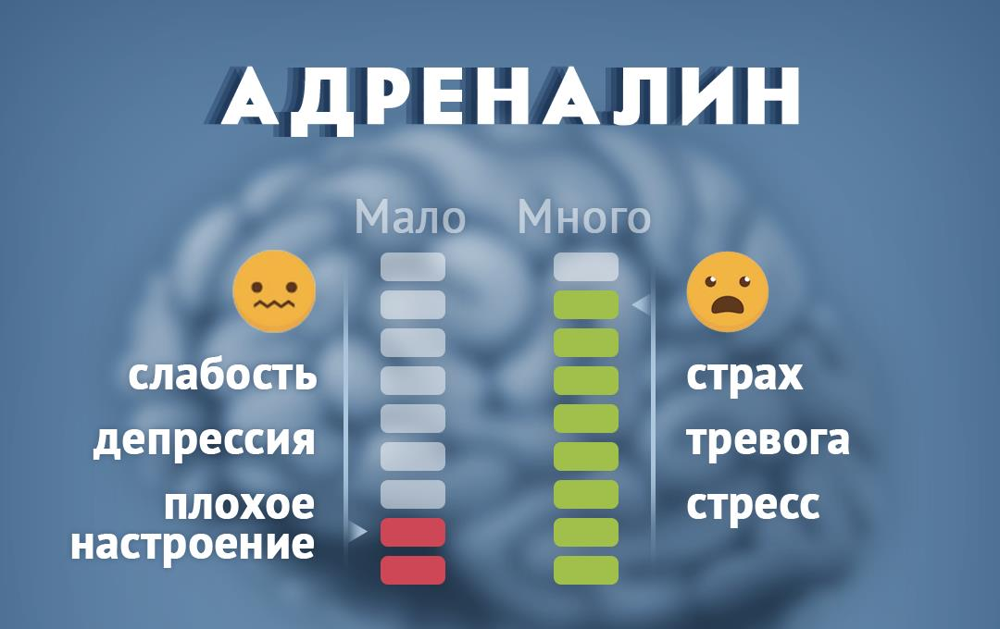 АДРЕНАЛИН
Мало
Много
слабость
депрессия
плохое
настроение
страх
тревога
стресс